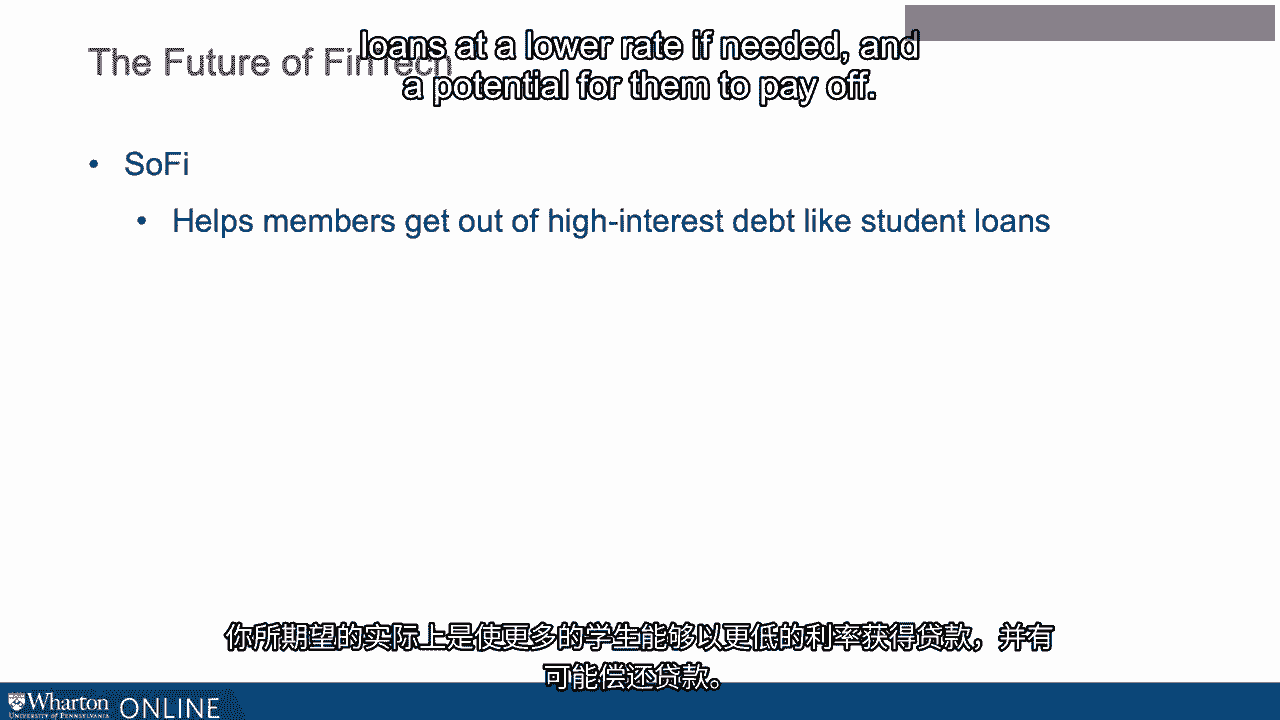 loans at a lower rate if needed, and
a potential for them to pay off.
The Future of FinTech
• SoFi
• Helps members get out of high-interest debt like student loans
你所期望的实际上是使更多的学生能够以更低的利率获得贷款，并有
可能偿还贷款。
Wharton ONLINE
UNIVERSITY OF PENNSYLVANIA